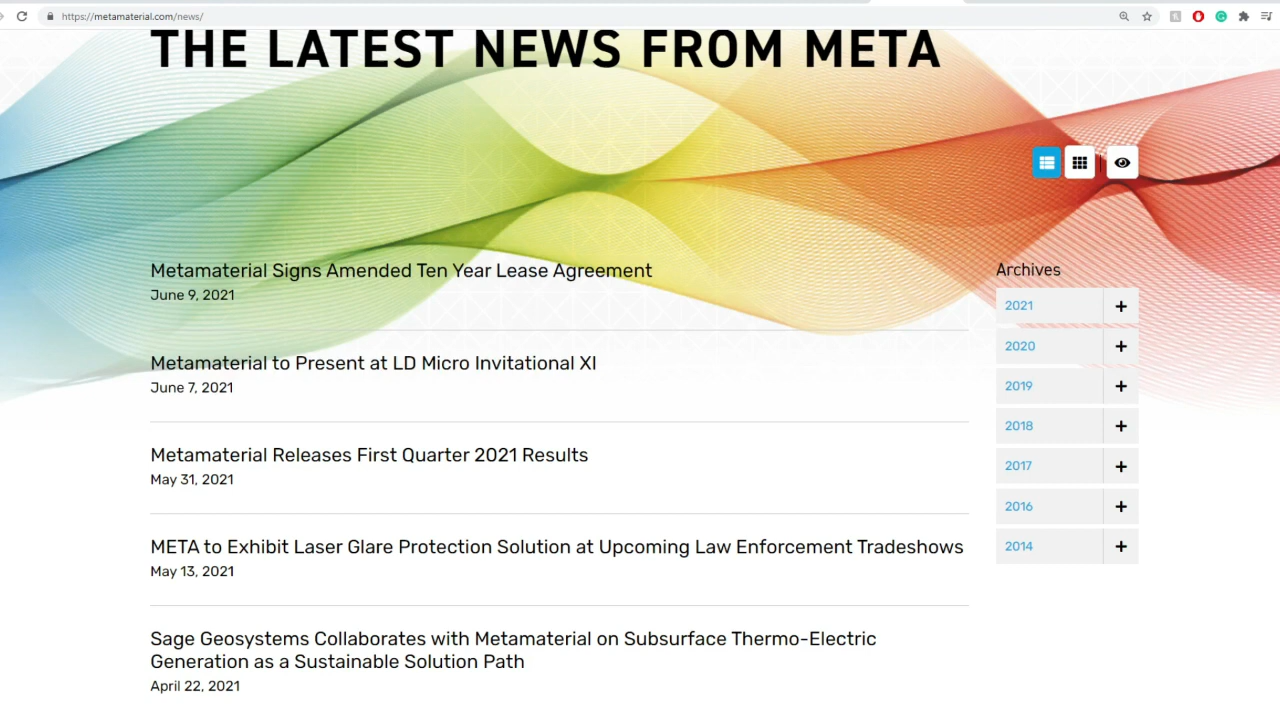 https://metamaterial.com/news/
THE LATEST NEWS FROM META
Metamaterial Signs Amended Ten Year Lease Agreement
June 9, 2021
Metamaterial to Present at LD Micro Invitational XI
June 7, 2021
Metamaterial Releases First Quarter 2021 Results
May 31, 2021
META to Exhibit Laser Glare Protection Solution at Upcoming Law Enforcement Tradeshows
May 13, 2021
Sage Geosystems Collaborates with Metamaterial on Subsurface Thermo-Electric
Generation as a Sustainable Solution Path
April 22, 2021
Archives
2021 +
2020 +
2019 +
2018 +
2017 +
2016 +
2014 +